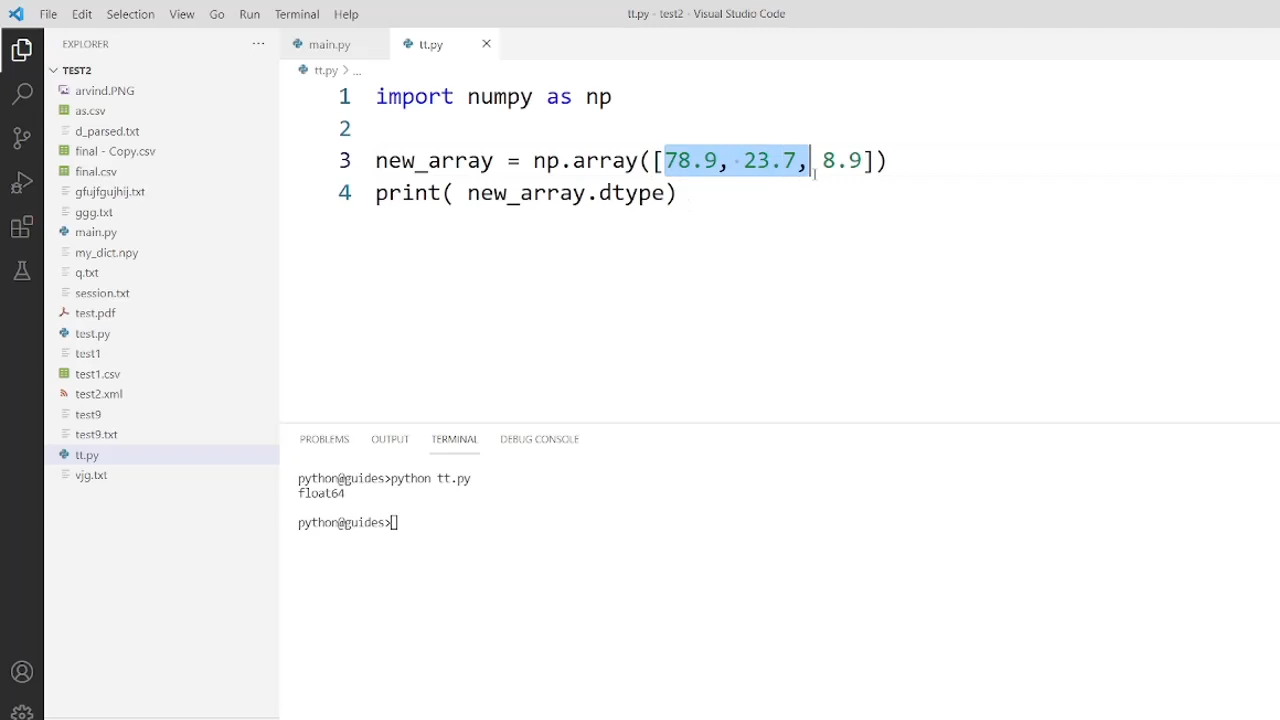 File Edit Selection View Go Run Terminal Help
tt.py - test2 - Visual Studio Code
EXPLORER ···
TEST2
arvind.PNG
as.csv
d_parsed.txt
final - Copy.csv
final.csv
gfujfgujhij.txt
ggg.txt
main.py
my_dict.npy
q.txt
session.txt
test.pdf
test.py
test1
test1.csv
test2.xml
test9
test9.txt
tt.py
vjg.txt
main.py tt.py
tt.py > ...
1 import numpy as np
2
3 new_array = np.array([78.9, 23.7, 8.9])
4 print( new_array.dtype)
PROBLEMS OUTPUT TERMINAL DEBUG CONSOLE
python@guides>python tt.py
float64
python@guides>